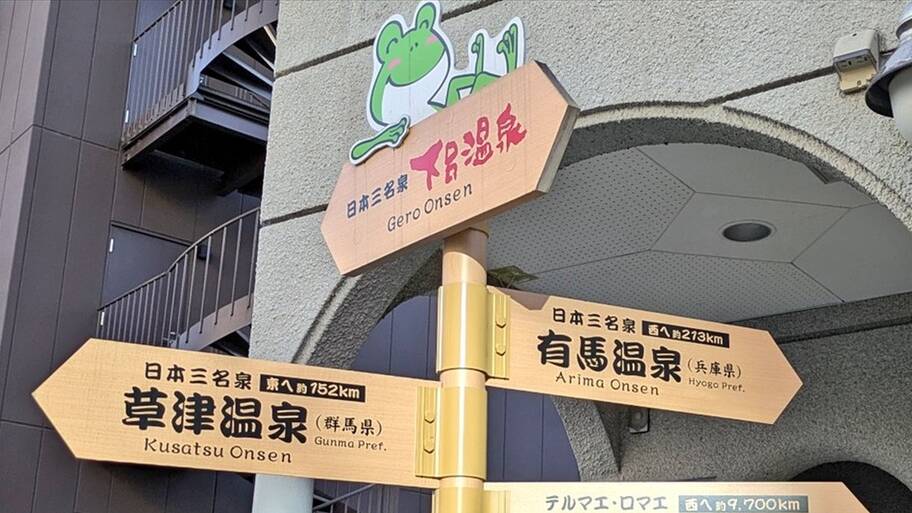 日本三名泉 下呂温泉
Gero Onsen
日本三名泉 西へ約213km
有馬温泉(兵庫県)
Arima Onsen Hyogo Pref.
日本三名泉 東へ約152km
草津温泉(群馬県)
Kusatsu Onsen Gunma Pref.
テルマエ・ロマエ 西へ約9,700km